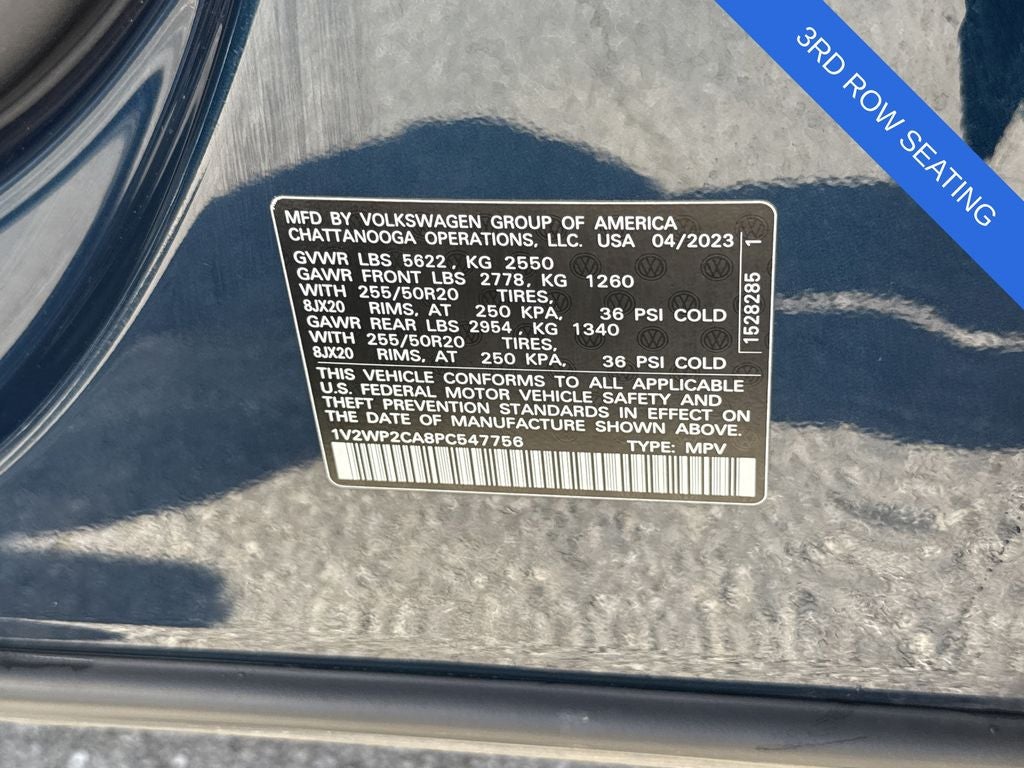 3RD ROW SEATING
MFD BY VOLKSWAGEN GROUP OF AMERICA
CHATTANOOGA OPERATIONS, LLC. USA 04/2023
GVWR LBS 5622, KG 2550
GAWR FRONT LBS 2778, KG 1260
WITH 255/50R20 TIRES,
8JX20 RIMS, AT 250 KPA, 36 PSI COLD
GAWR REAR LBS 2954, KG 1340
WITH 255/50R20 TIRES,
8JX20 RIMS, AT 250 KPA, 36 PSI COLD
1528285 1
THIS VEHICLE CONFORMS TO ALL APPLICABLE
U.S. FEDERAL MOTOR VEHICLE SAFETY AND
THEFT PREVENTION STANDARDS IN EFFECT ON
THE DATE OF MANUFACTURE SHOWN ABOVE.
1V2WP2CA8PC547756 TYPE: MPV